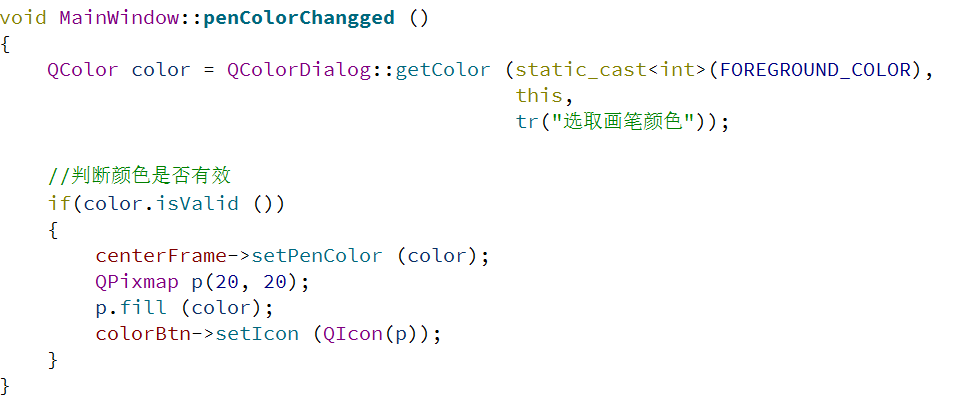 void MainWindow::penColorChangged ()
{
    QColor color = QColorDialog::getColor (static_cast<int>(FOREGROUND_COLOR),
                                           this,
                                           tr("选取画笔颜色"));

    //判断颜色是否有效
    if(color.isValid ())
    {
        centerFrame->setPenColor (color);
        QPixmap p(20, 20);
        p.fill (color);
        colorBtn->setIcon (QIcon(p));
    }
}